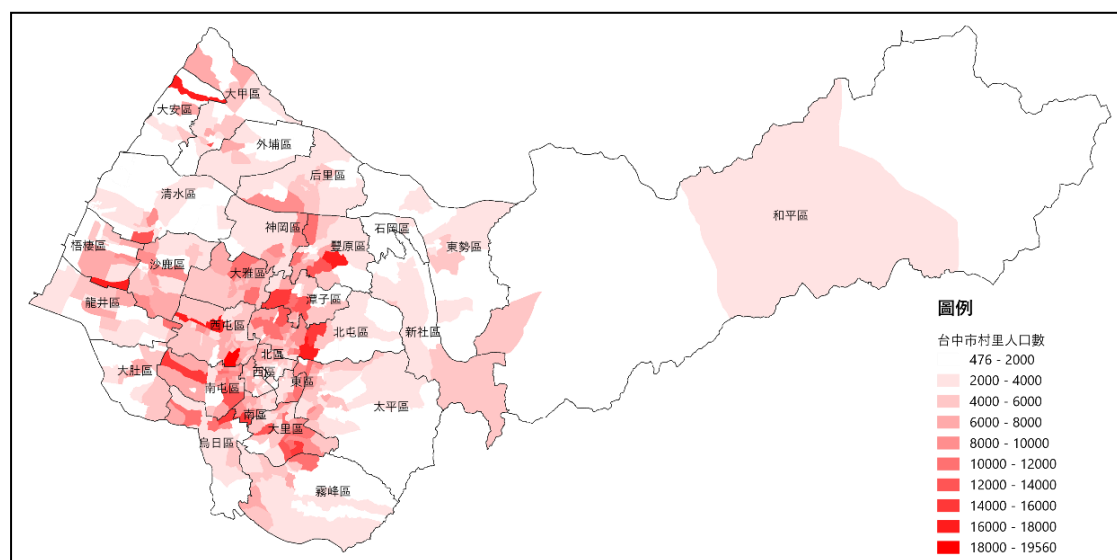 大甲區
大安區
外埔區
后里區
清水區
神岡區
石岡區
和平區
梧棲區
豐原區
東勢區
沙鹿區
大雅區
龍井區
潭子區
西屯區
北屯區
新社區
北區
大肚區
西區
東區
南屯區
太平區
南區
大里區
烏日區
霧峰區
圖例
台中市村里人口數
476 - 2000
2000 - 4000
4000 - 6000
6000 - 8000
8000 - 10000
10000 - 12000
12000 - 14000
14000 - 16000
16000 - 18000
18000 - 19560